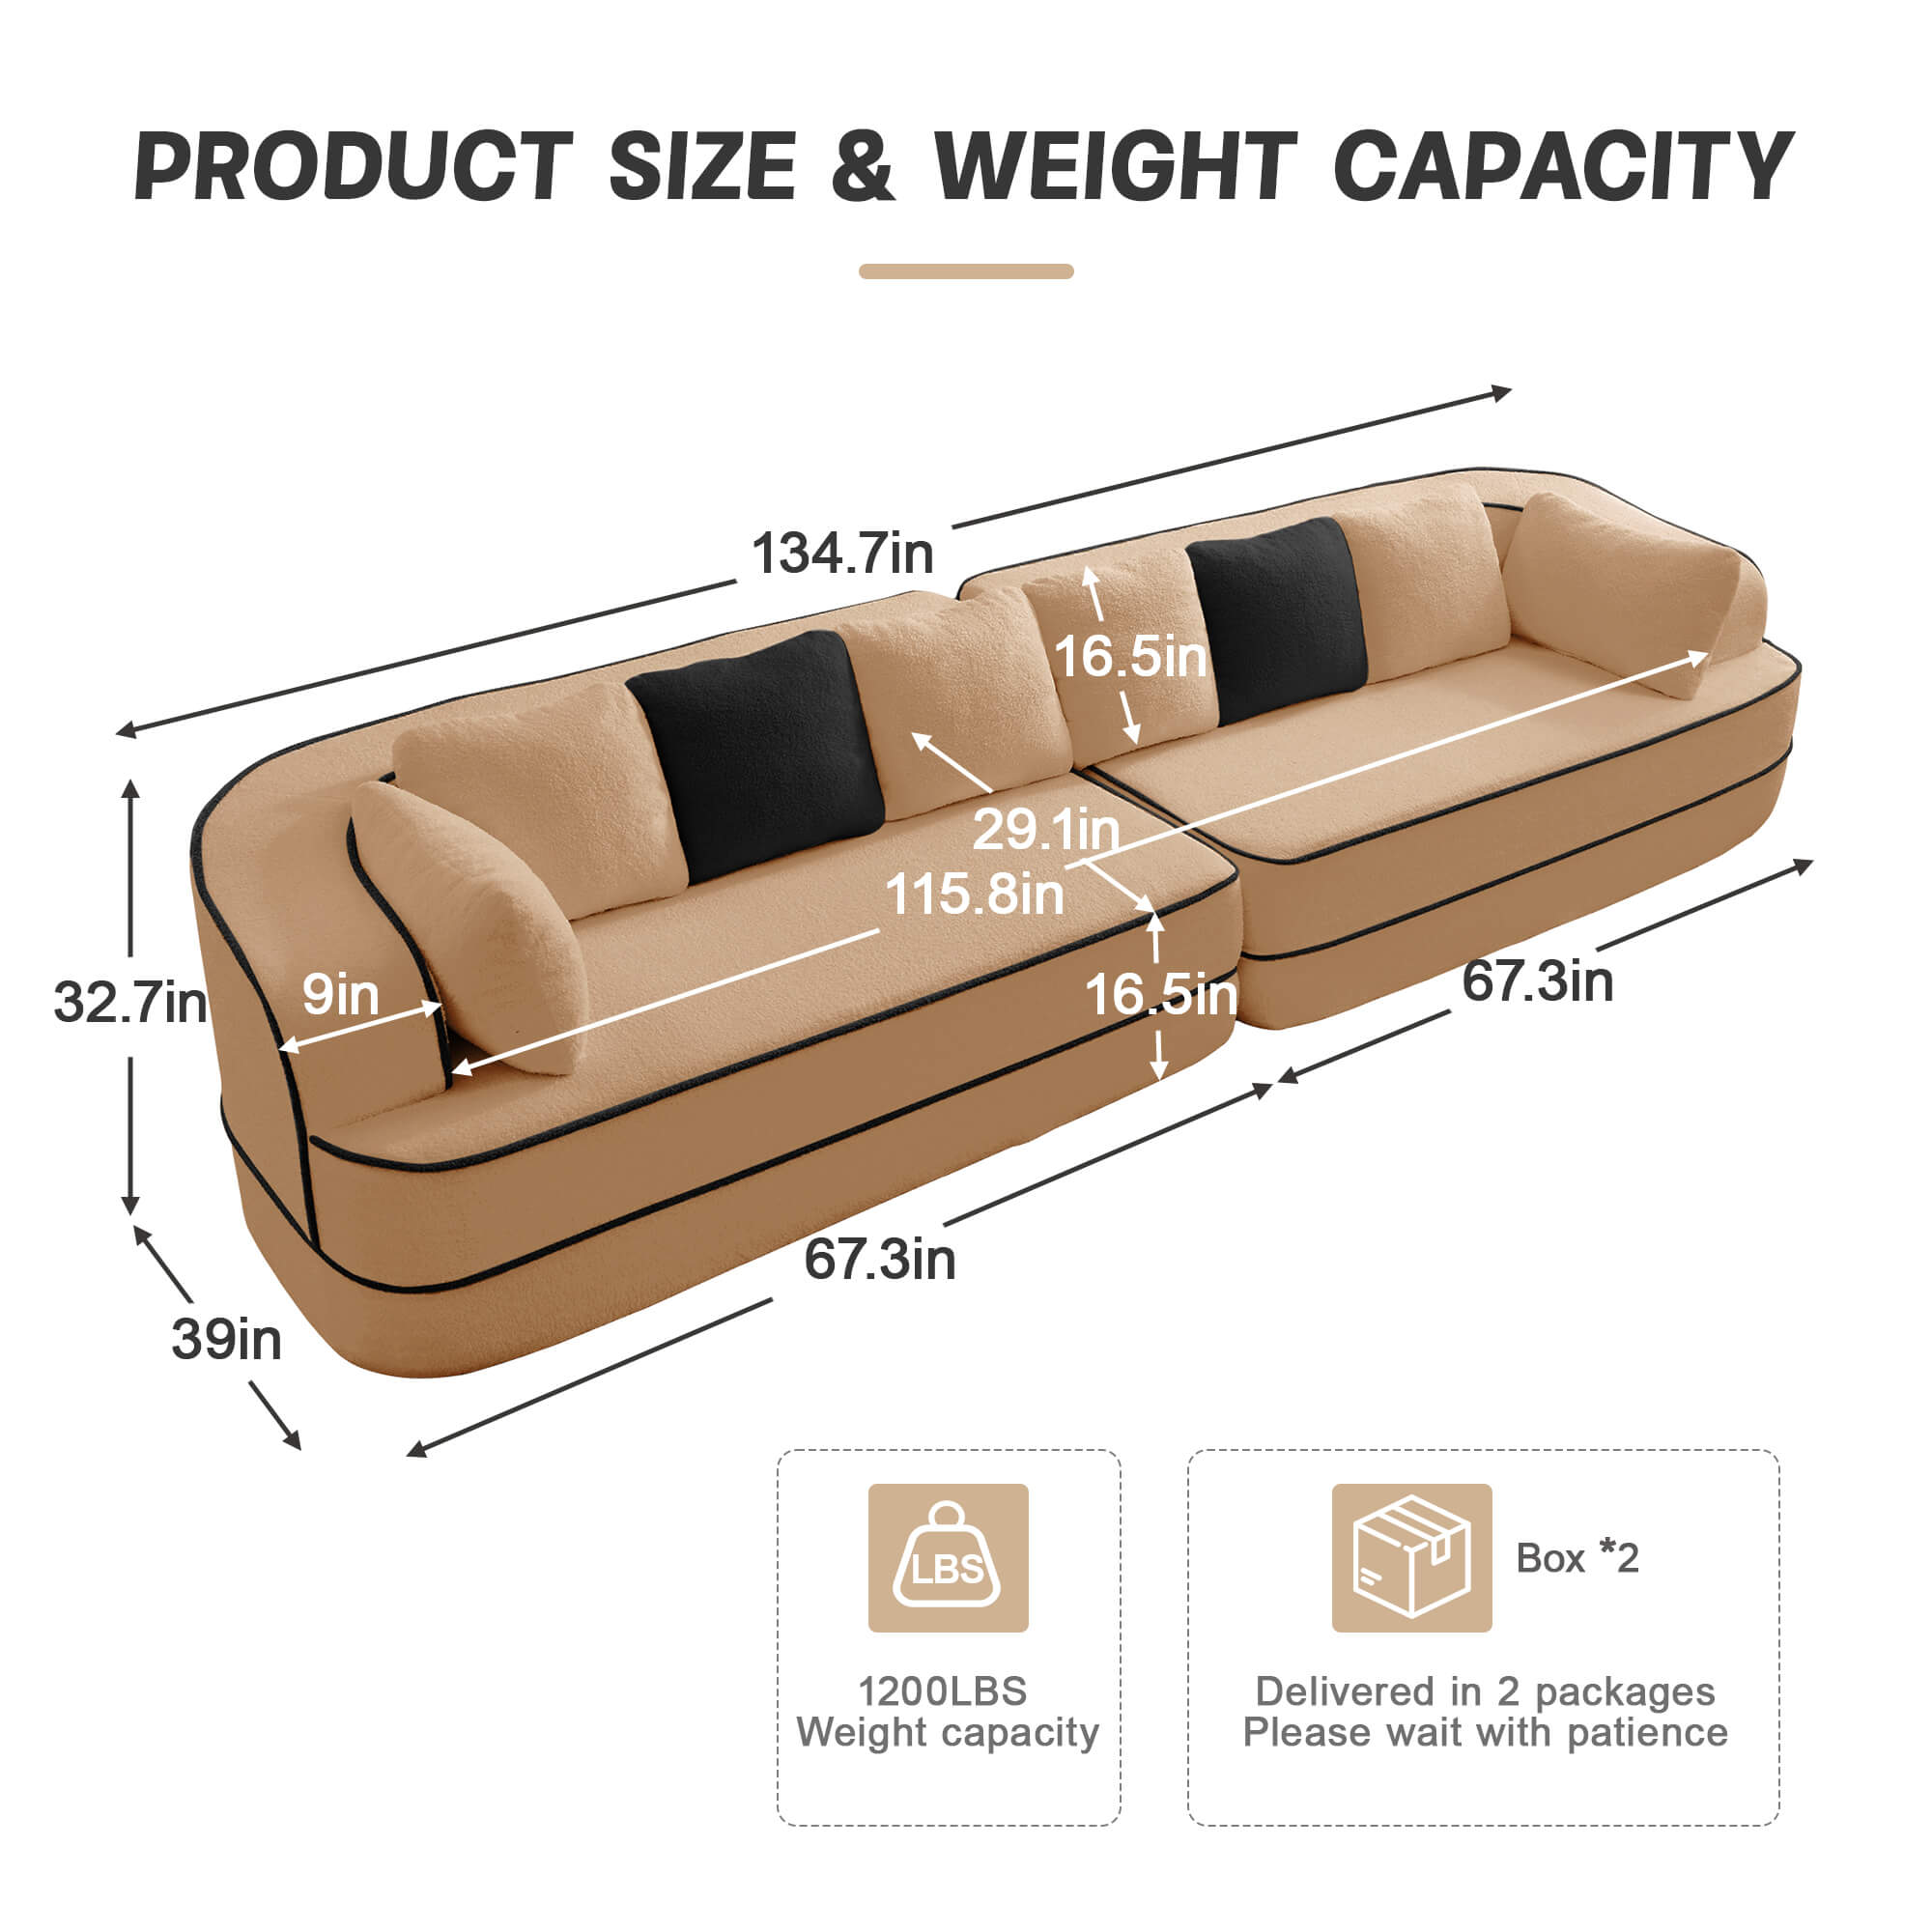 PRODUCT SIZE & WEIGHT CAPACITY
134.7in
16.5in
29.1in
115.8in
9in
32.7in
16.5in
67.3in
67.3in
39in
LBS
1200LBS
Weight capacity
Box *2
Delivered in 2 packages
Please wait with patience